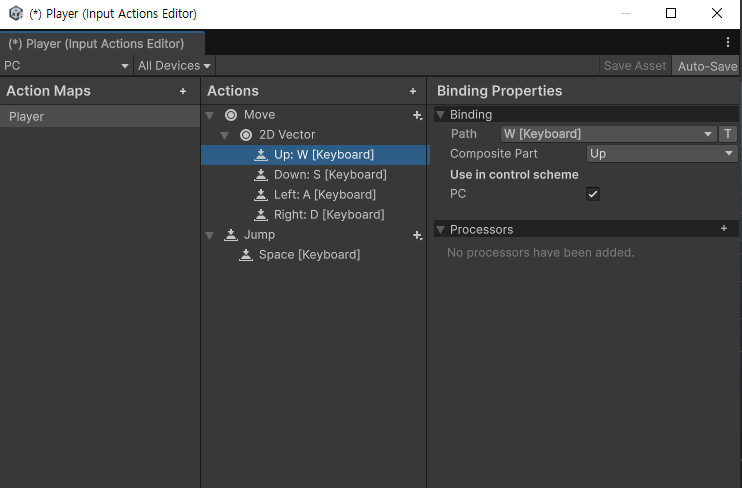 (*) Player (Input Actions Editor)
(*) Player (Input Actions Editor)
PC All Devices Save Asset Auto-Save
Action Maps + Actions + Binding Properties
Player
Move
2D Vector
Up: W [Keyboard]
Down: S [Keyboard]
Left: A [Keyboard]
Right: D [Keyboard]
Jump
Space [Keyboard]
Binding
Path W [Keyboard] T
Composite Part Up
Use in control scheme
PC
Processors +
No processors have been added.